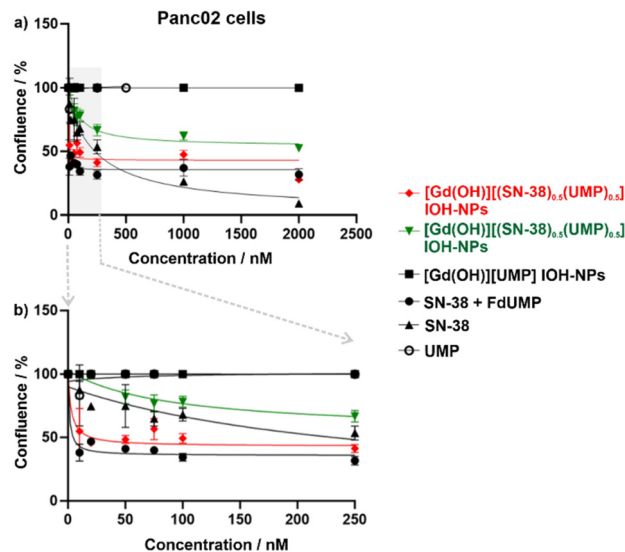 Panc02 cells
a)
Confluence / %
150
100
50
0
0 500 1000 1500 2000 2500
Concentration / nM
[Gd(OH)][(SN-38)0.5(UMP)0.5]
IOH-NPs
[Gd(OH)][(SN-38)0.5(UMP)0.5]
IOH-NPs
[Gd(OH)][UMP] IOH-NPs
SN-38 + FdUMP
SN-38
UMP
b)
Confluence / %
150
100
50
0
0 50 100 150 200 250
Concentration / nM